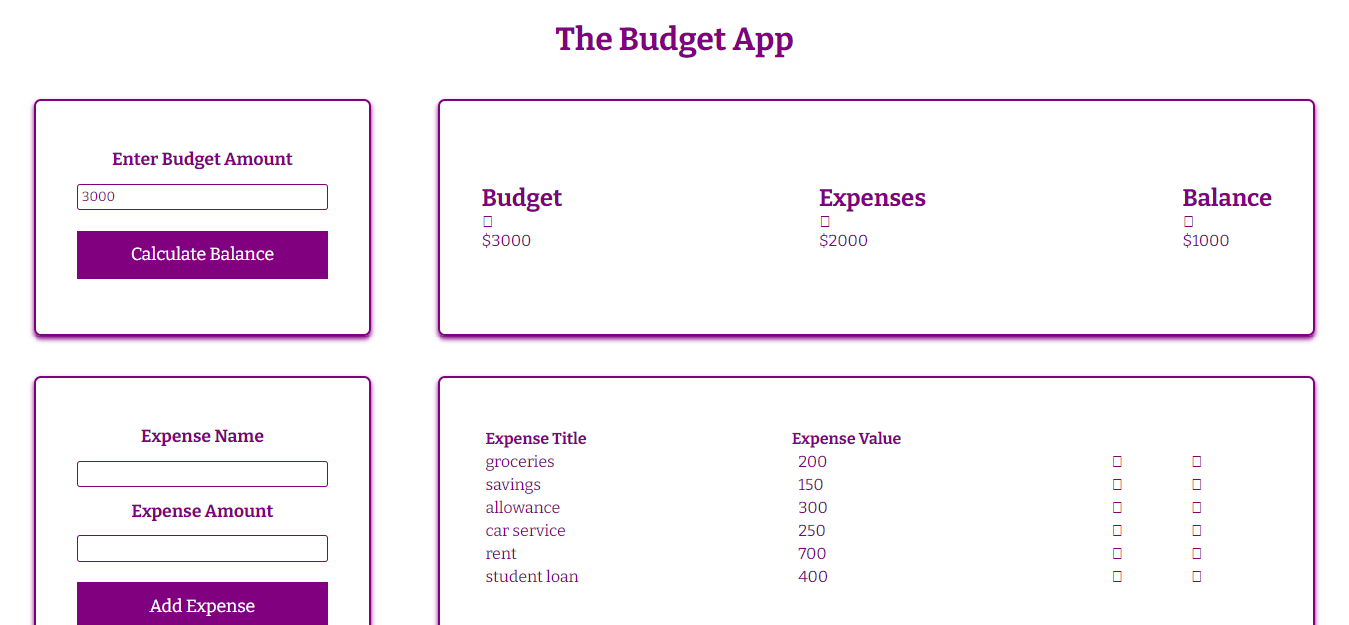 The Budget App
Enter Budget Amount
3000
Calculate Balance
Budget
$3000
Expenses
$2000
Balance
$1000
Expense Name
Expense Amount
Add Expense
Expense Title Expense Value
groceries 200
savings 150
allowance 300
car service 250
rent 700
student loan 400